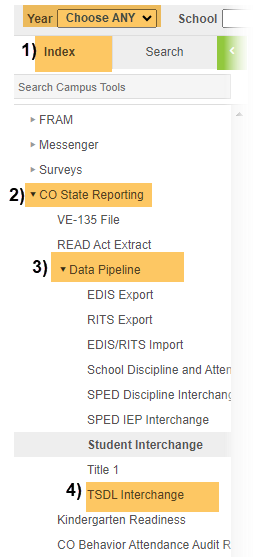 Year Choose ANY School
1) Index Search
Search Campus Tools
FRAM
Messenger
Surveys
2) CO State Reporting
VE-135 File
READ Act Extract
3) Data Pipeline
EDIS Export
RITS Export
EDIS/RITS Import
School Discipline and Atten
SPED Discipline Interchang
SPED IEP Interchange
Student Interchange
Title 1
4) TSDL Interchange
Kindergarten Readiness
CO Behavior Attendance Audit R